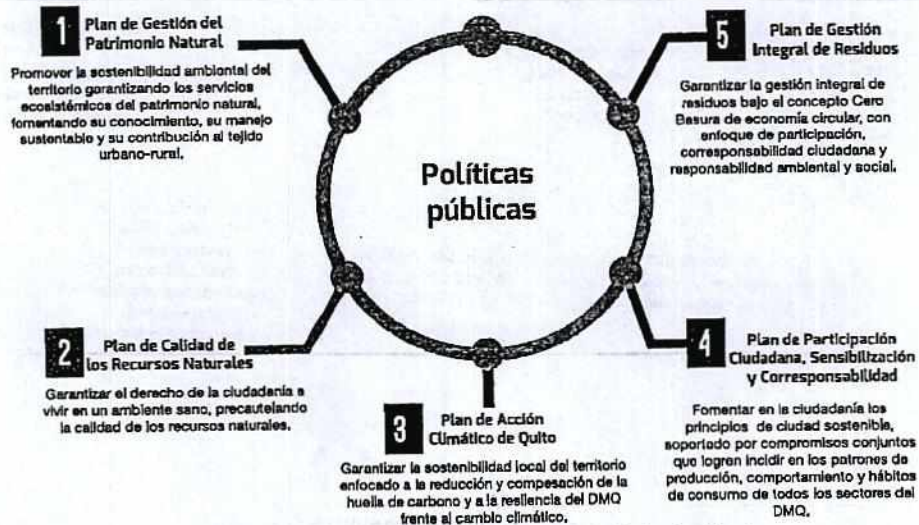 1
Plan de Gestión del
Patrimonio Natural
Promover la sostenibilidad ambiental del
territorio garantizando los servicios
ecosistémicos del patrimonio natural,
fomentando su conocimiento, su manejo
sustentable y su contribución al tejido
urbano-rural.
2
Plan de Calidad de
los Recursos Naturales
Garantizar el derecho de la ciudadanía a
vivir en un ambiente sano, precautelando
la calidad de los recursos naturales.
Políticas
públicas
3
Plan de Acción
Climático de Quito
Garantizar la sostenibilidad local del territorio
enfocado a la reducción y compesación de la
huella de carbono y a la resiliencia del DMQ
frente al cambio climático.
4
Plan de Participación
Ciudadana, Sensibilización
y Corresponsabilidad
Fomentar en la ciudadanía los
principios de ciudad sostenible,
soportado por compromisos conjuntos
que logren incidir en los patrones de
producción, comportamiento y hábitos
de consumo de todos los sectores del
DMQ.
5
Plan de Gestión
Integral de Residuos
Garantizar la gestión integral de
residuos bajo el concepto Cero
Basura de economía circular, con
enfoque de participación,
corresponsabilidad ciudadana y
responsabilidad ambiental y social.